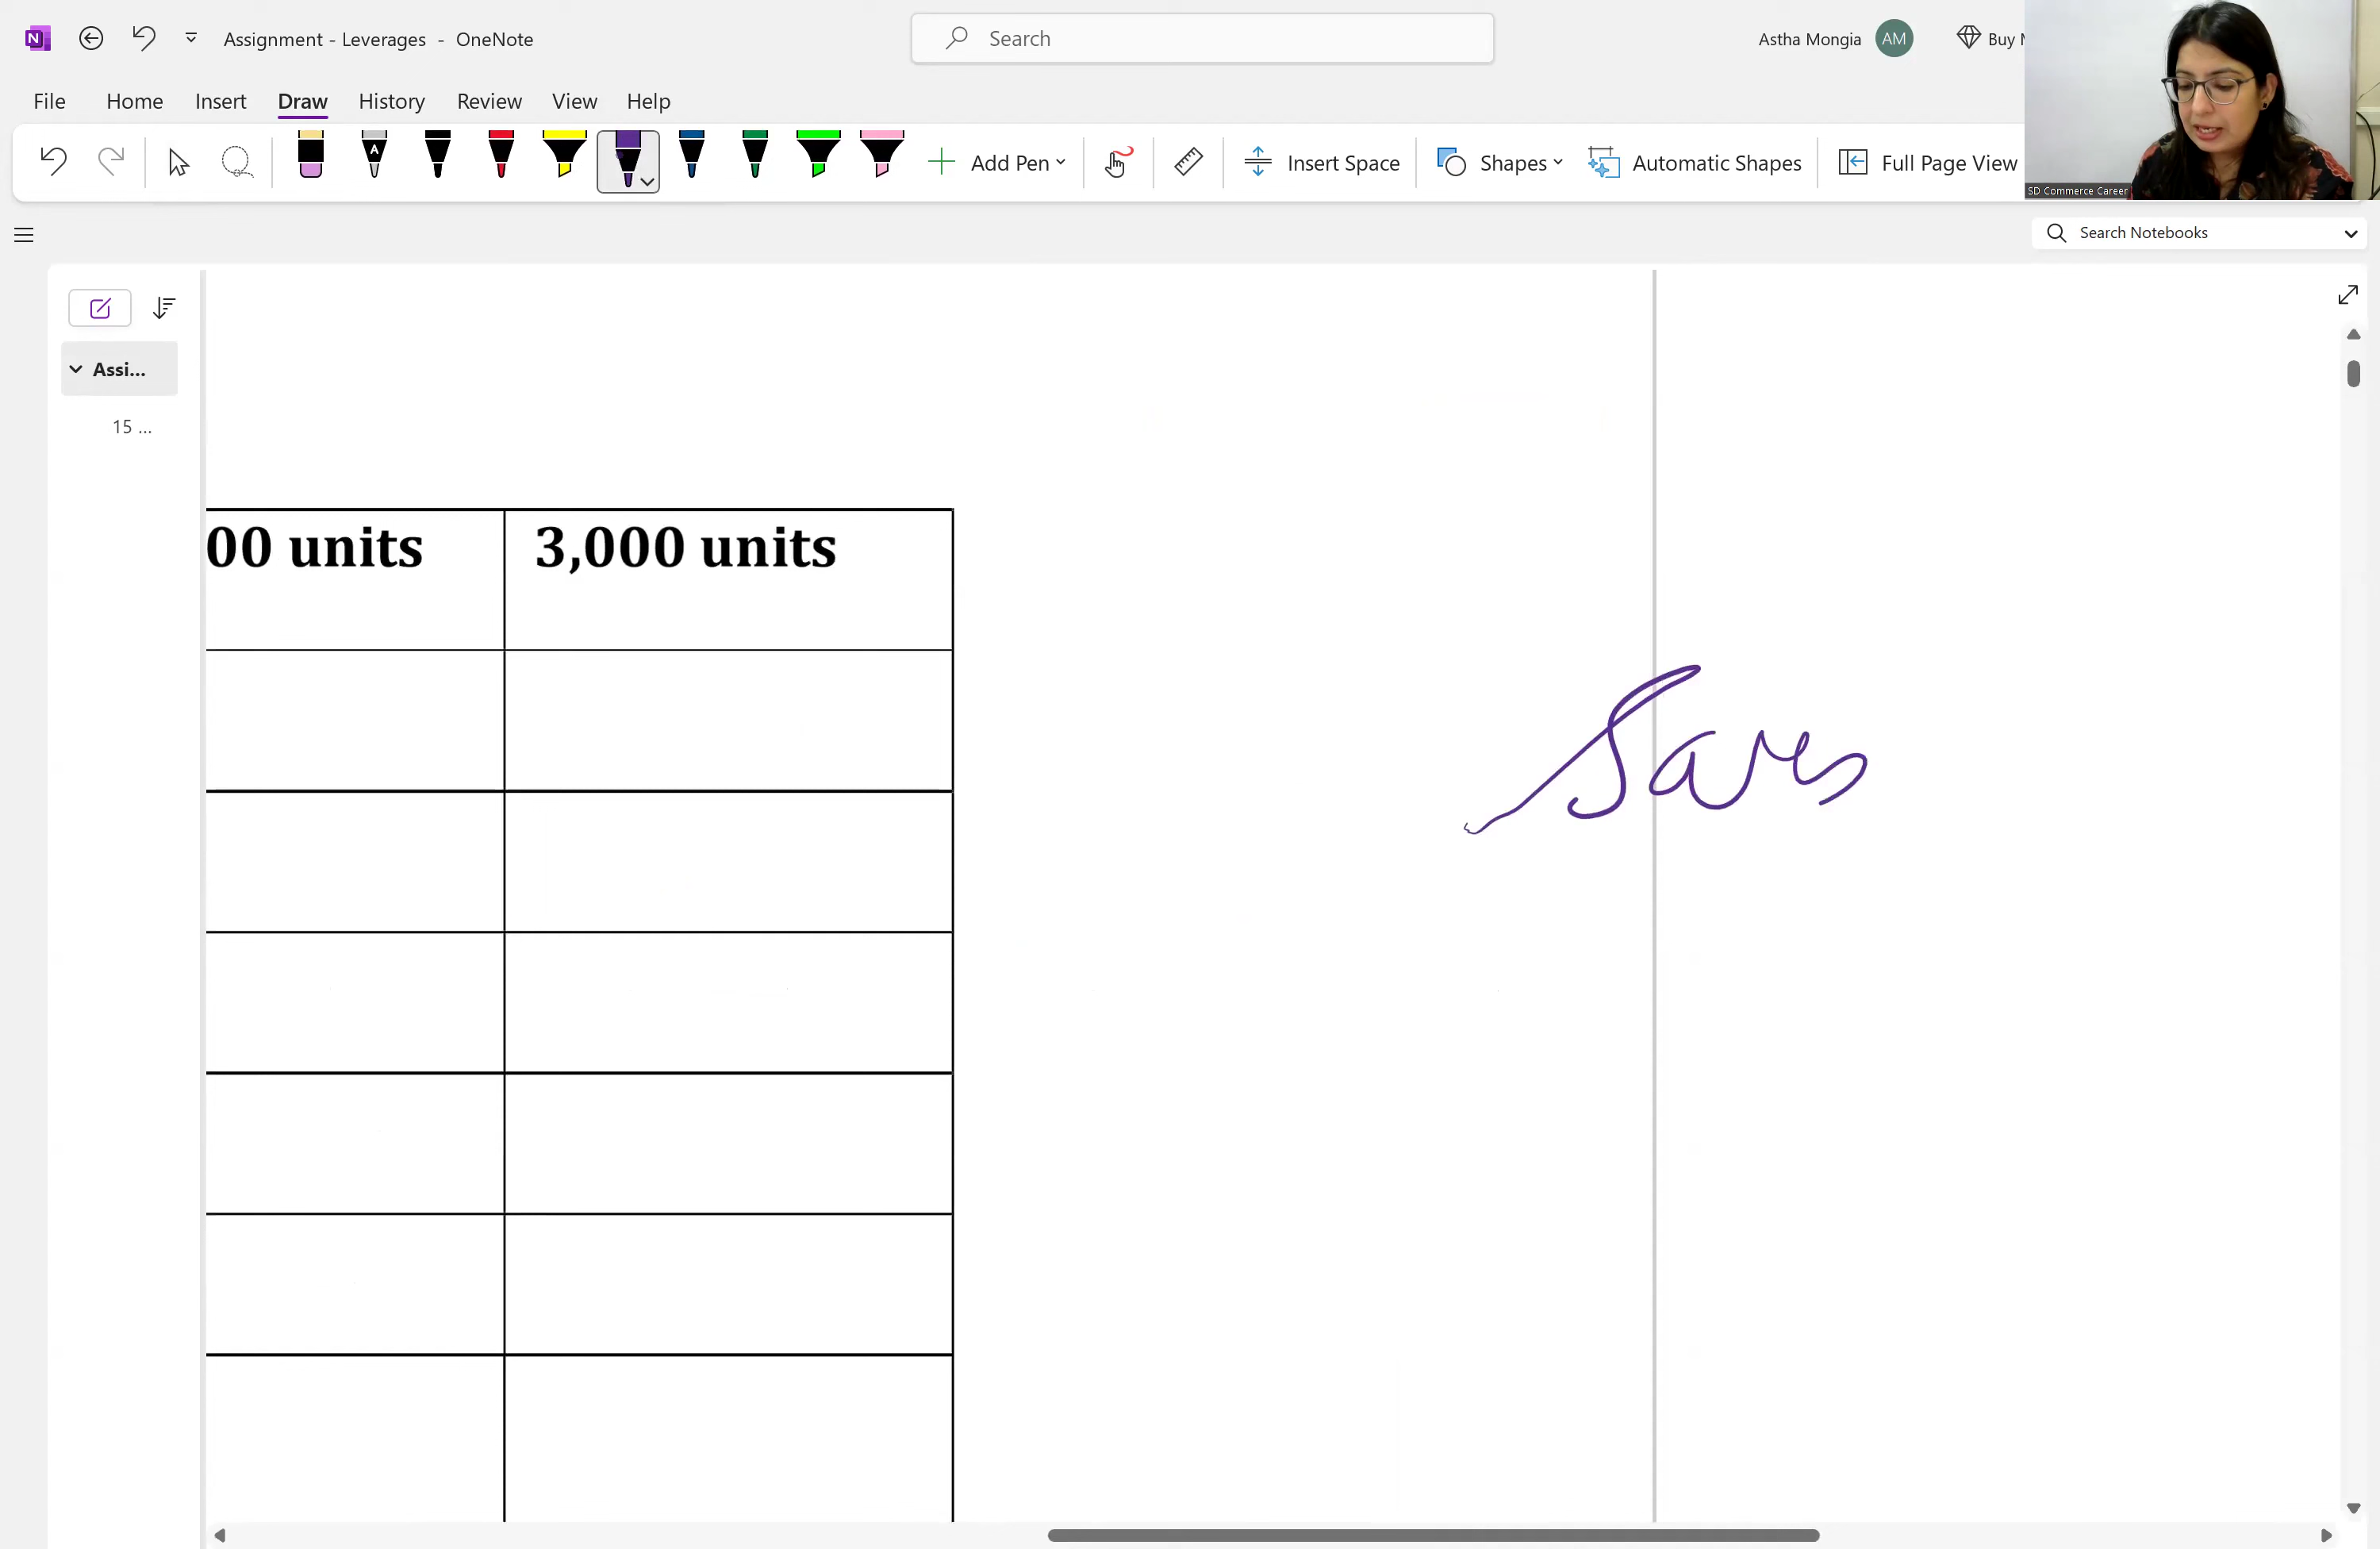 Assignment - Leverages - OneNote
Search
Astha Mongia AM
Buy
File Home Insert Draw History Review View Help
Add Pen
Insert Space
Shapes
Automatic Shapes
Full Page View
SD Commerce Career
Search Notebooks
Assi...
15 ...
00 units 3,000 units